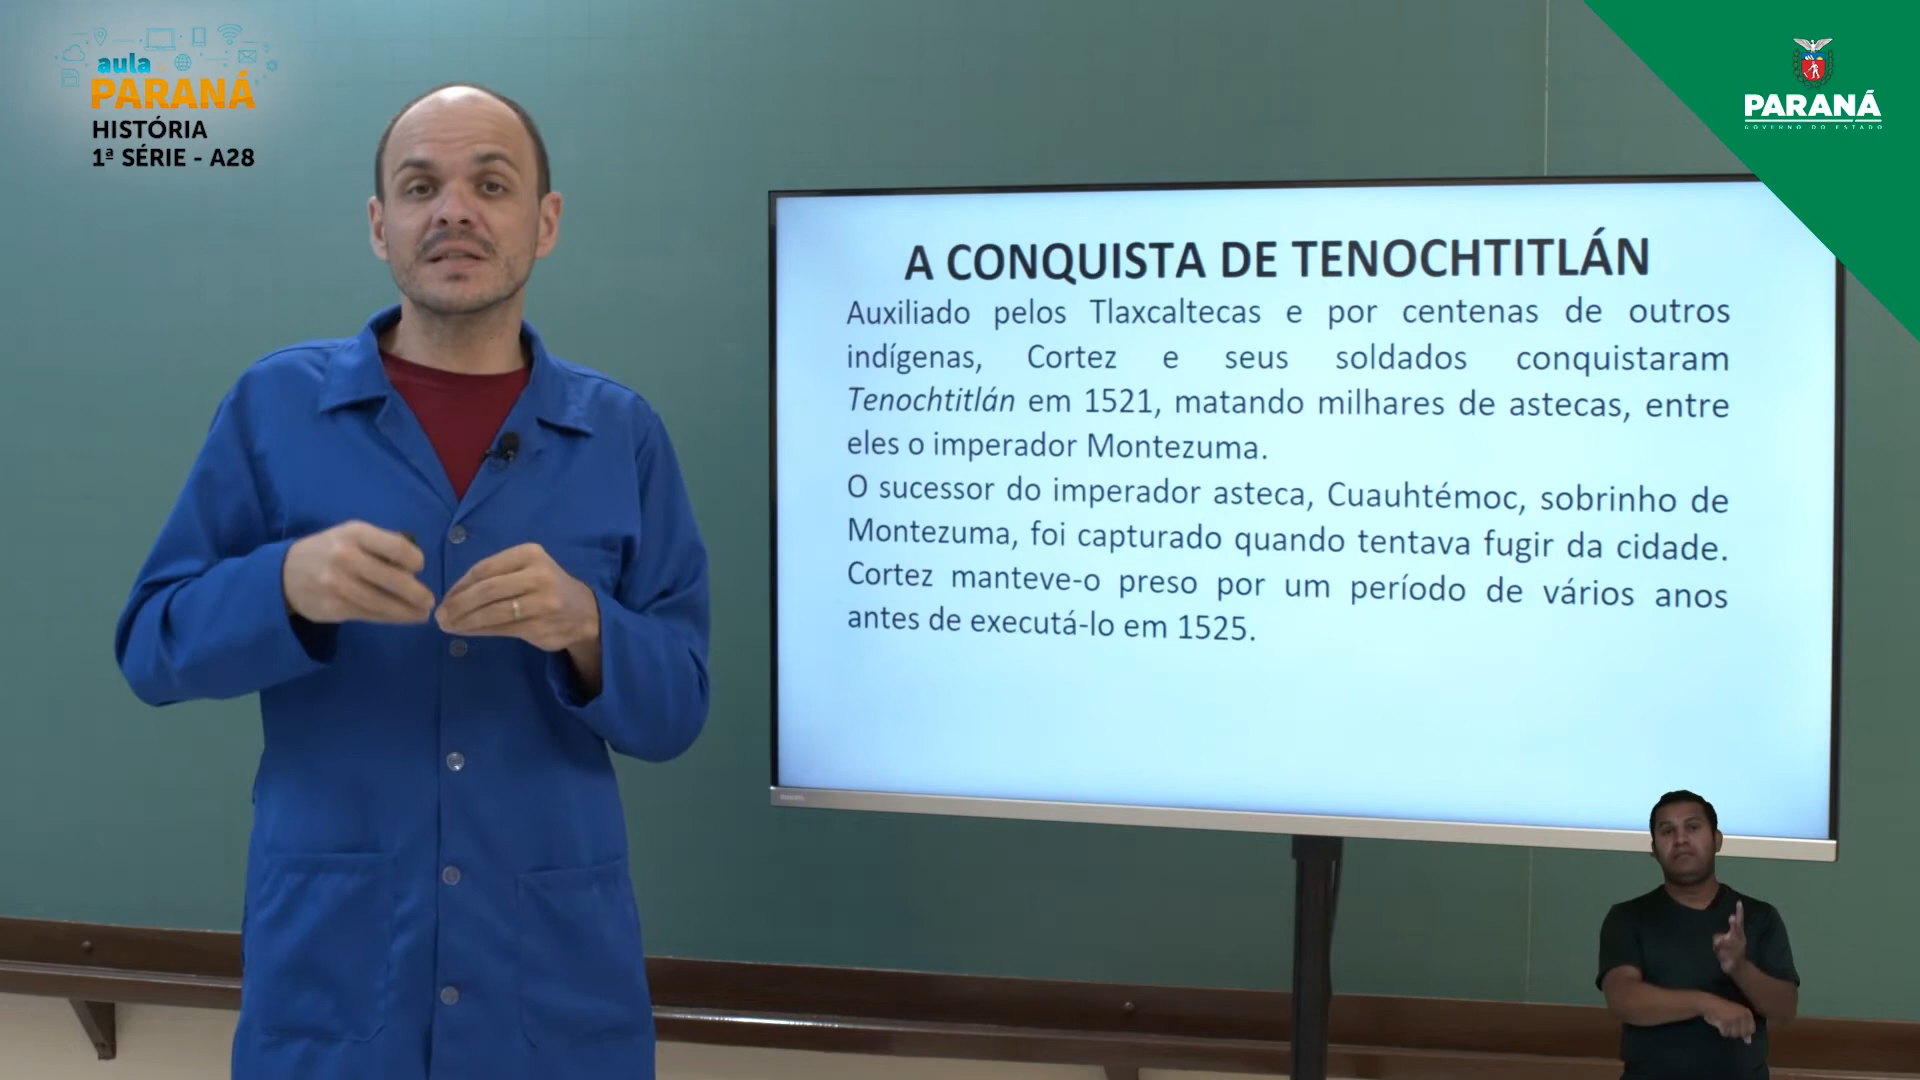 aula
PARANÁ
HISTÓRIA
1ª SÉRIE - A28
PARANÁ
GOVERNO DO ESTADO
A CONQUISTA DE TENOCHTITLÁN
Auxiliado pelos Tlaxcaltecas e por centenas de outros
indígenas, Cortez e seus soldados conquistaram
Tenochtitlán em 1521, matando milhares de astecas, entre
eles o imperador Montezuma.
O sucessor do imperador asteca, Cuauhtémoc, sobrinho de
Montezuma, foi capturado quando tentava fugir da cidade.
Cortez manteve-o preso por um período de vários anos
antes de executá-lo em 1525.